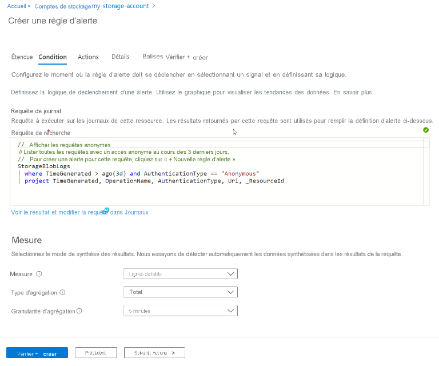 Accueil > Comptes de stockage my-storage-account >
Créer une règle d'alerte
Étendue Condition Actions Détails Balises Vérifier + créer
Configurez le moment où la règle d'alerte doit se déclencher en sélectionnant un signal et en définissant sa logique.
Définissez la logique de déclenchement d'une alerte. Utilisez le graphique pour visualiser les tendances des données. En savoir plus
Requête de journal
Requête à exécuter sur les journaux de cette ressource. Les résultats retournés par cette requête sont utilisés pour remplir la définition d'alerte ci-dessous.
Requête de recherche
// Afficher les requêtes anonymes
// Lister toutes les requêtes avec un accès anonyme au cours des 3 derniers jours.
// Pour créer une alerte pour cette requête, cliquez sur « + Nouvelle règle d'alerte »
StorageBlobLogs
| where TimeGenerated > ago(3d) and AuthenticationType == "Anonymous"
| project TimeGenerated, OperationName, AuthenticationType, Uri, _ResourceId
Voir le résultat et modifier la requête dans Journaux
Mesure
Sélectionnez le mode de synthèse des résultats. Nous essayons de détecter automatiquement les données synthétisées dans les résultats de la requête.
Mesure Lignes de table
Type d'agrégation Total
Granularité d'agrégation 5 minutes
Vérifier + créer Précédent Suivant :